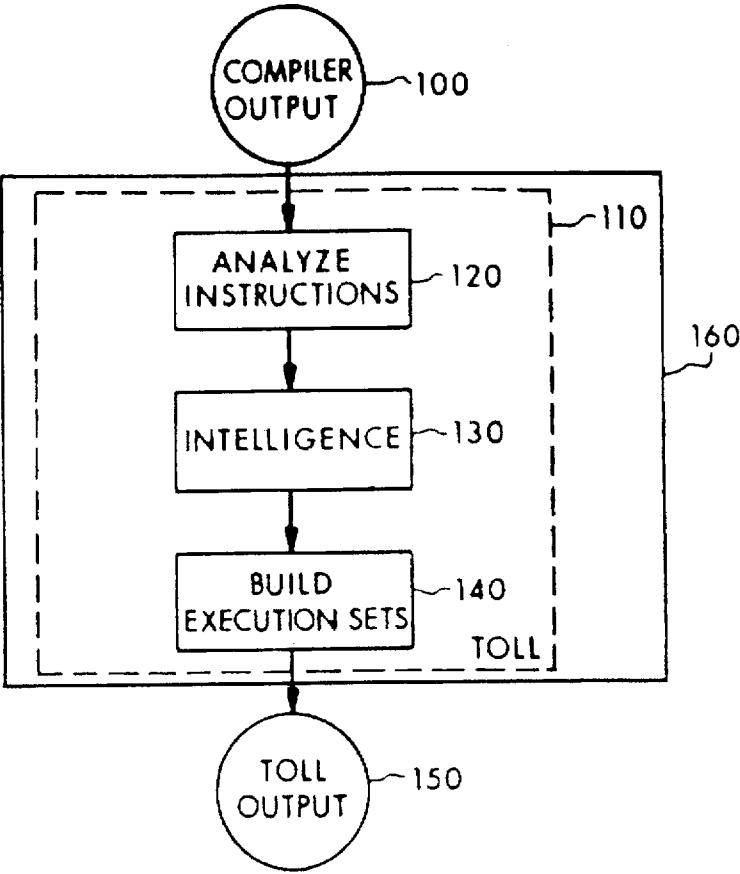 COMPILER
OUTPUT
100
110
ANALYZE
INSTRUCTIONS
120
160
INTELLIGENCE
130
BUILD
EXECUTION SETS
140
TOLL
TOLL
OUTPUT
150